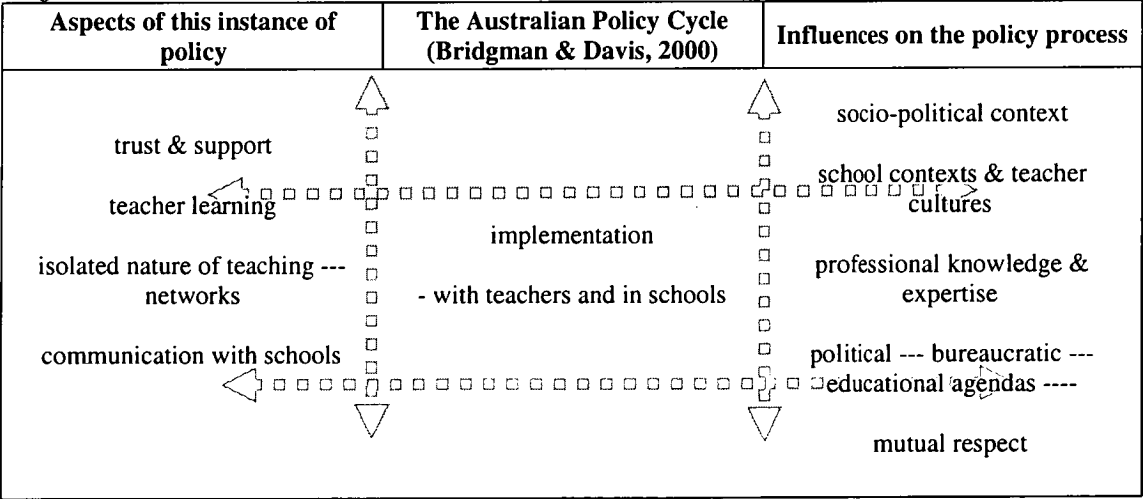 Aspects of this instance of
policy
The Australian Policy Cycle
(Bridgman & Davis, 2000)
Influences on the policy process
trust & support
teacher learning
isolated nature of teaching ---
networks
communication with schools
implementation
- with teachers and in schools
socio-political context
school contexts & teacher
cultures
professional knowledge &
expertise
political --- bureaucratic ---
educational agendas ----
mutual respect